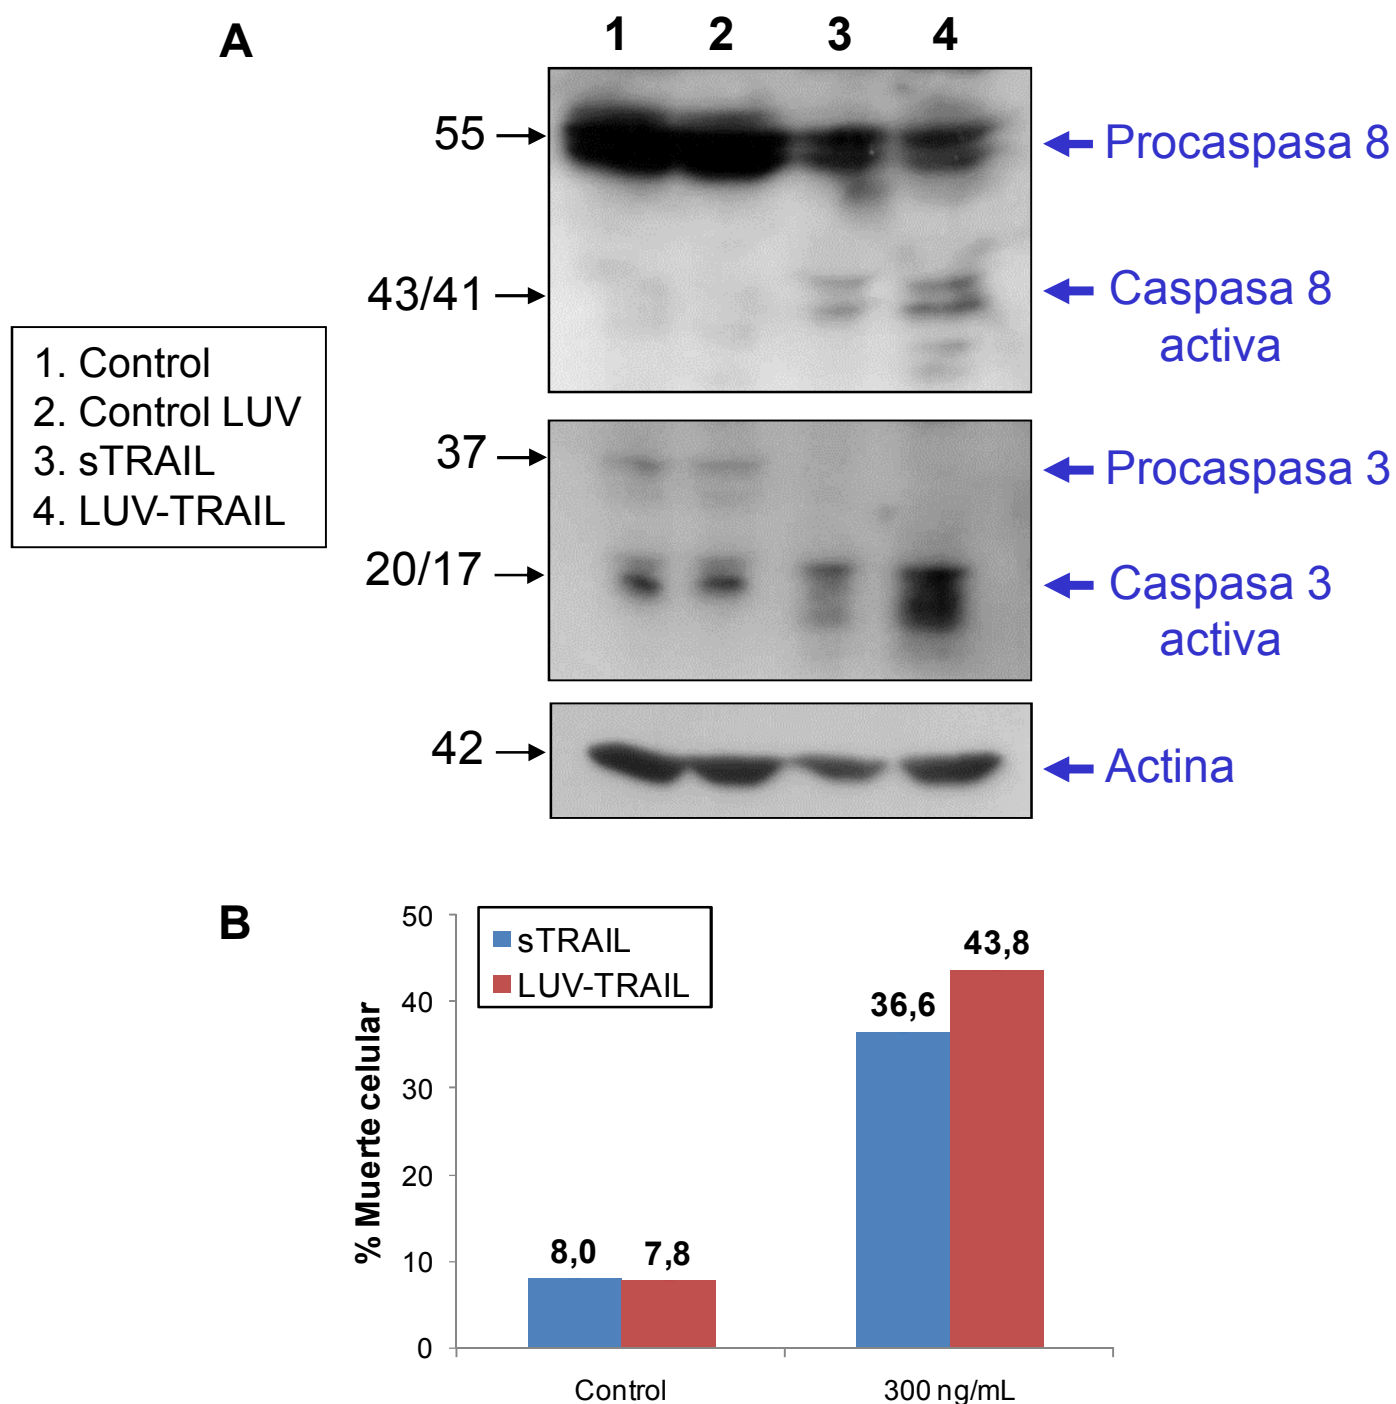 A
1 2 3 4
55
Procaspasa 8
43/41
Caspasa 8
activa
1. Control
2. Control LUV
3. sTRAIL
4. LUV-TRAIL
37
Procaspasa 3
20/17
Caspasa 3
activa
42
Actina
B
% Muerte celular
50
40
30
20
10
0
sTRAIL
LUV-TRAIL
8,0
7,8
36,6
43,8
Control
300 ng/mL